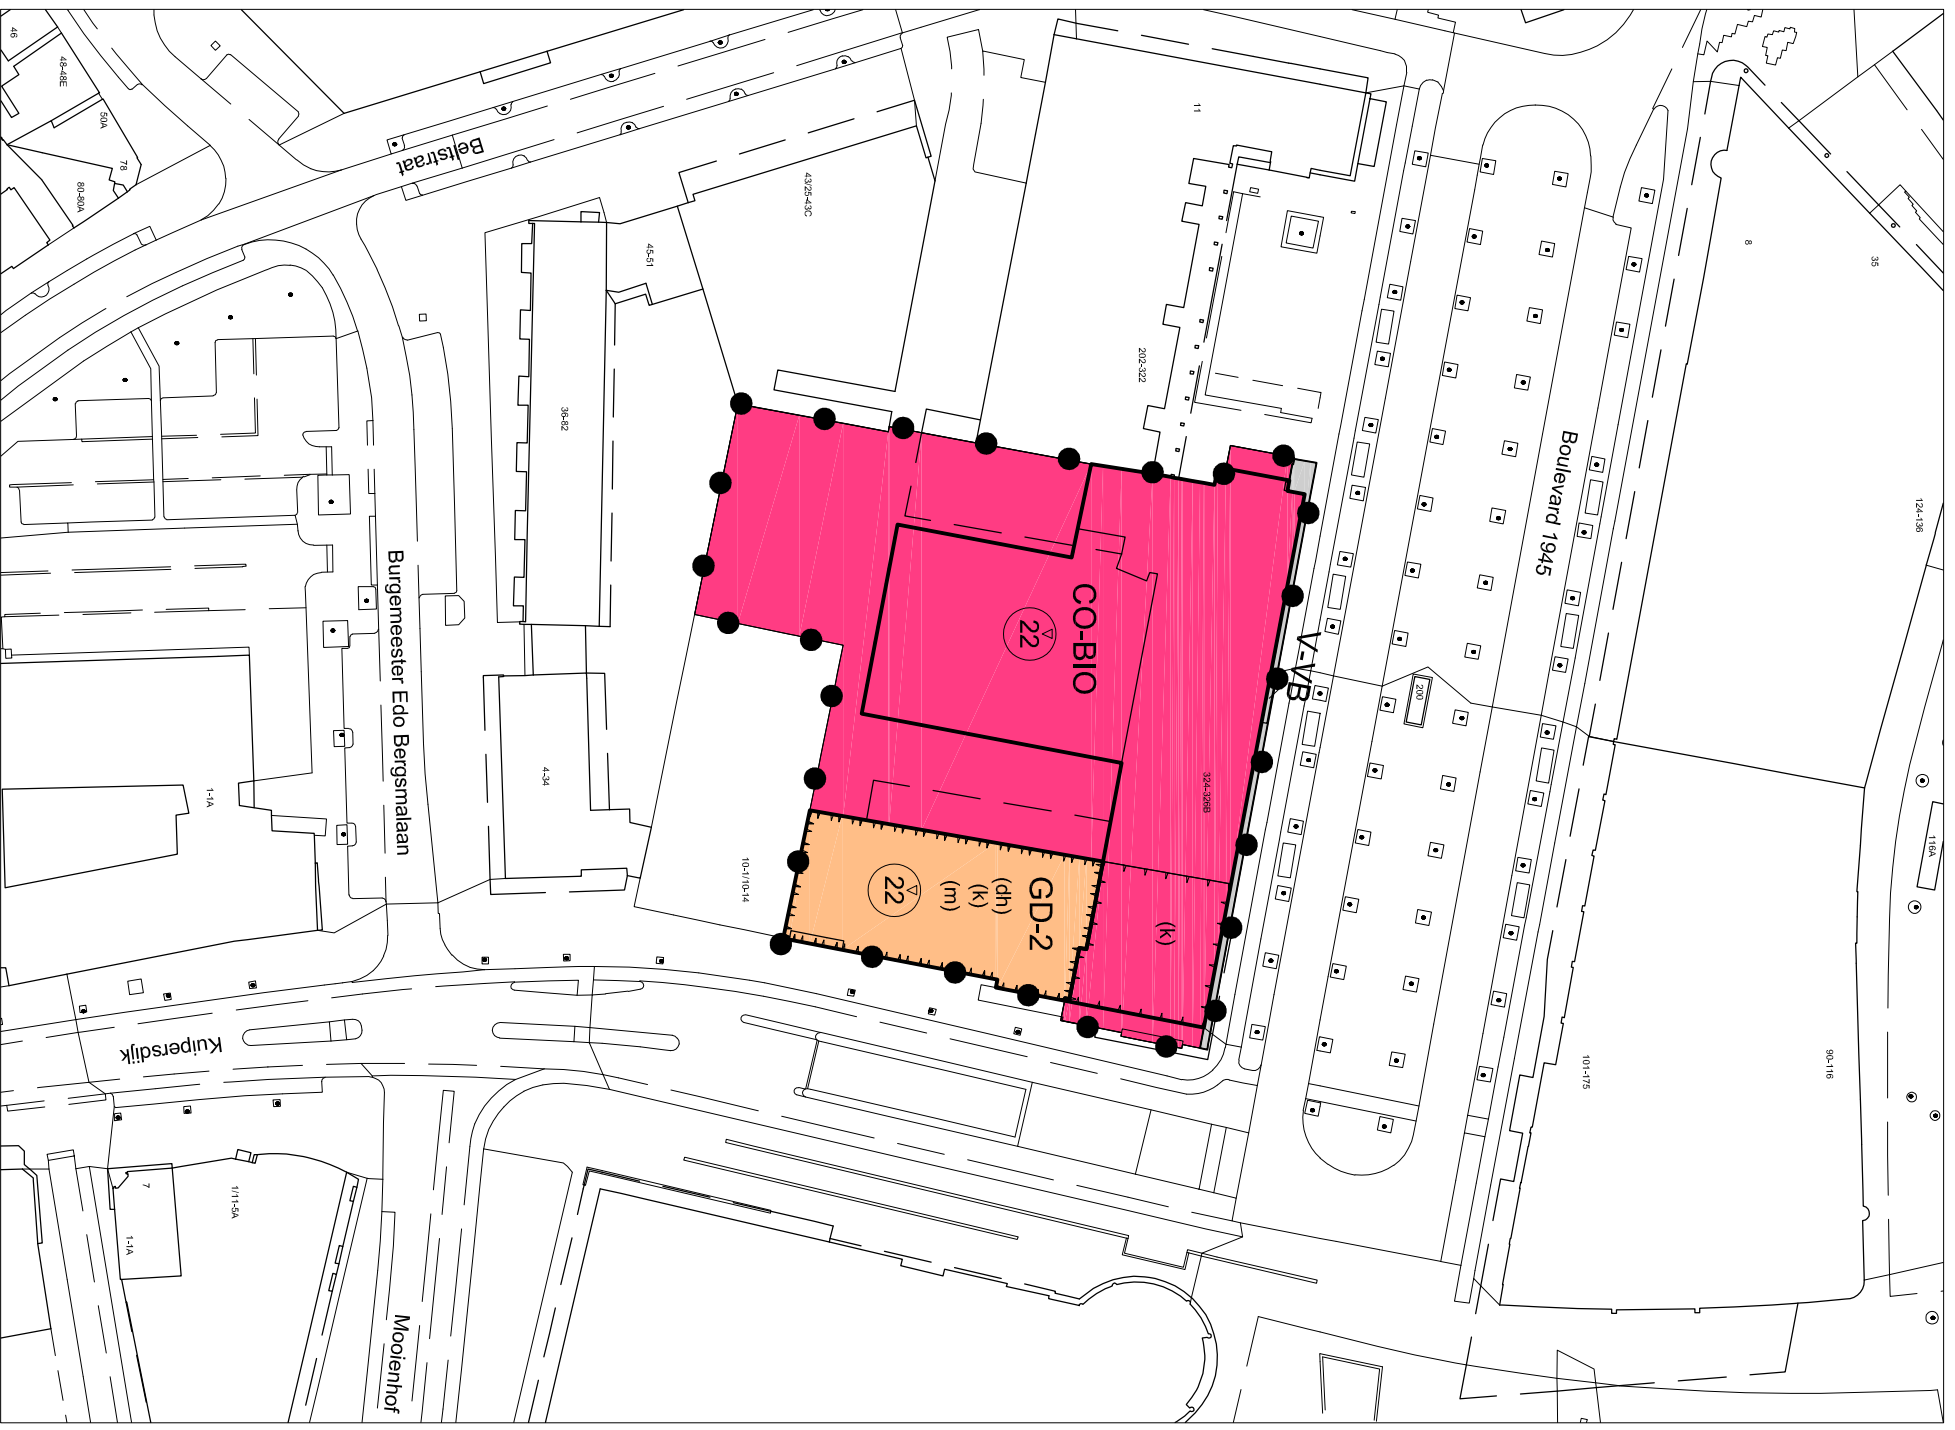 46
48-48E
50A
78
80-80A
Beltstraat
43/25-43C
45-51
11
202-322
36-82
8
35
124-136
Boulevard 1945
CO-BIO
22
V-VB
200
324-326B
Burgemeester Edo Bergsmalaan
4-34
1-1A
10-1/10-14
116A
GD-2
(dh)
(k)
(m)
22
(k)
Kuipersdijk
101-175
90-116
7
1-1A
1/11-5A
Mooienhof